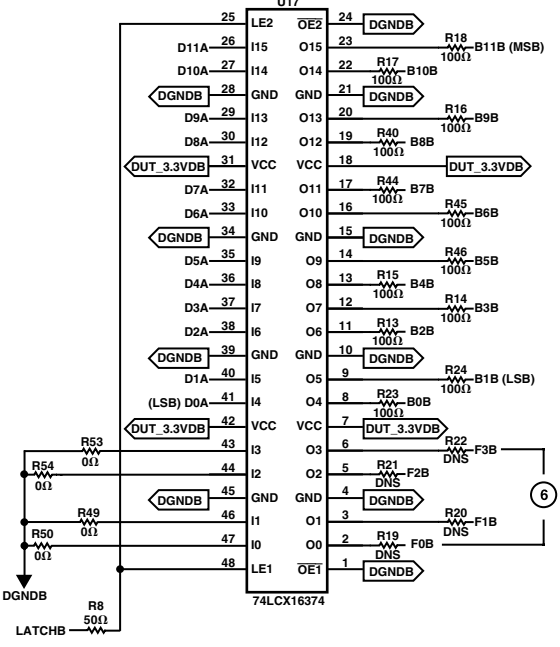 U17
25 LE2 OE2 24 DGNDB
D11A 26 I15 O15 23 R18 100Ω B11B (MSB)
D10A 27 I14 O14 22 R17 100Ω B10B
DGNDB 28 GND GND 21 DGNDB
D9A 29 I13 O13 20 R16 100Ω B9B
D8A 30 I12 O12 19 R40 100Ω B8B
DUT_3.3VDB 31 VCC VCC 18 DUT_3.3VDB
D7A 32 I11 O11 17 R44 100Ω B7B
D6A 33 I10 O10 16 R45 100Ω B6B
DGNDB 34 GND GND 15 DGNDB
D5A 35 I9 O9 14 R46 100Ω B5B
D4A 36 I8 O8 13 R15 100Ω B4B
D3A 37 I7 O7 12 R14 100Ω B3B
D2A 38 I6 O6 11 R13 100Ω B2B
DGNDB 39 GND GND 10 DGNDB
D1A 40 I5 O5 9 R24 100Ω B1B (LSB)
(LSB) D0A 41 I4 O4 8 R23 100Ω B0B
DUT_3.3VDB 42 VCC VCC 7 DUT_3.3VDB
R53 0Ω 43 I3 O3 6 R22 DNS F3B
R54 0Ω 44 I2 O2 5 R21 DNS F2B
DGNDB 45 GND GND 4 DGNDB
6
R49 0Ω 46 I1 O1 3 R20 DNS F1B
R50 0Ω 47 I0 O0 2 R19 DNS F0B
48 LE1 OE1 1 DGNDB
DGNDB
74LCX16374
R8
50Ω
LATCHB